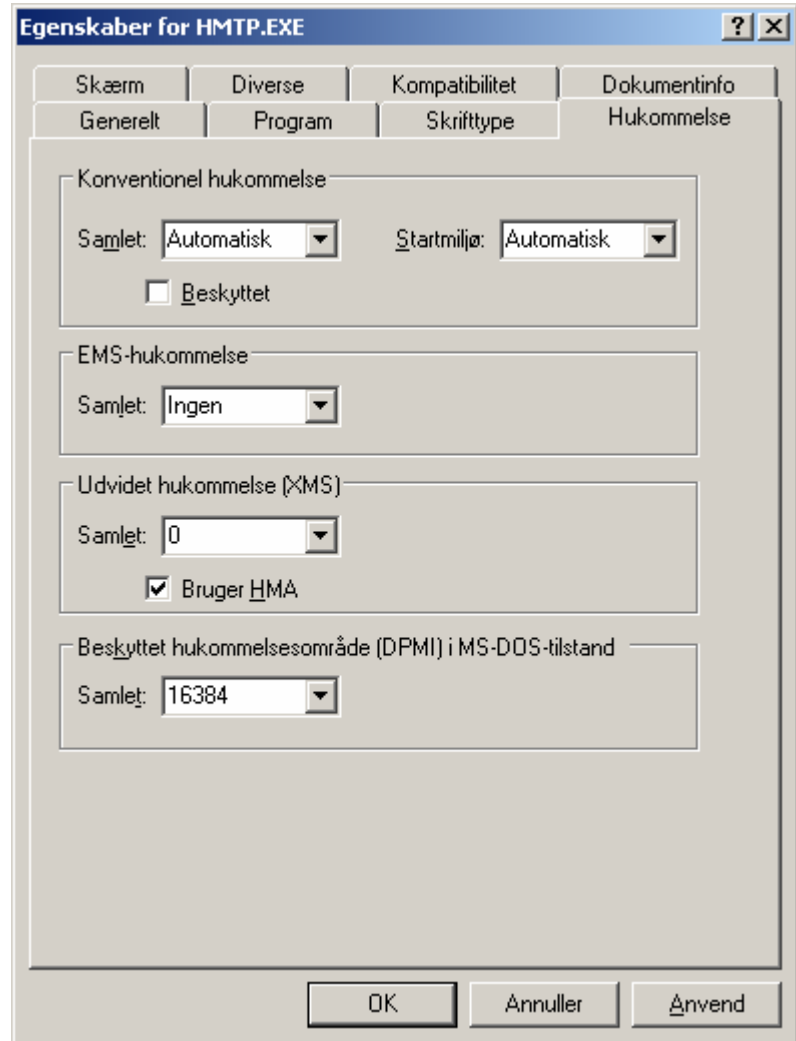 Egenskaber for HMTP.EXE
Skærm Diverse Kompatibilitet Dokumentinfo
Generelt Program Skrifttype Hukommelse
Konventionel hukommelse
Samlet: Automatisk Startmiljø: Automatisk
Beskyttet
EMS-hukommelse
Samlet: Ingen
Udvidet hukommelse (XMS)
Samlet: 0
Bruger HMA
Beskyttet hukommelsesområde (DPMI) i MS-DOS-tilstand
Samlet: 16384
OK Annuller Anvend